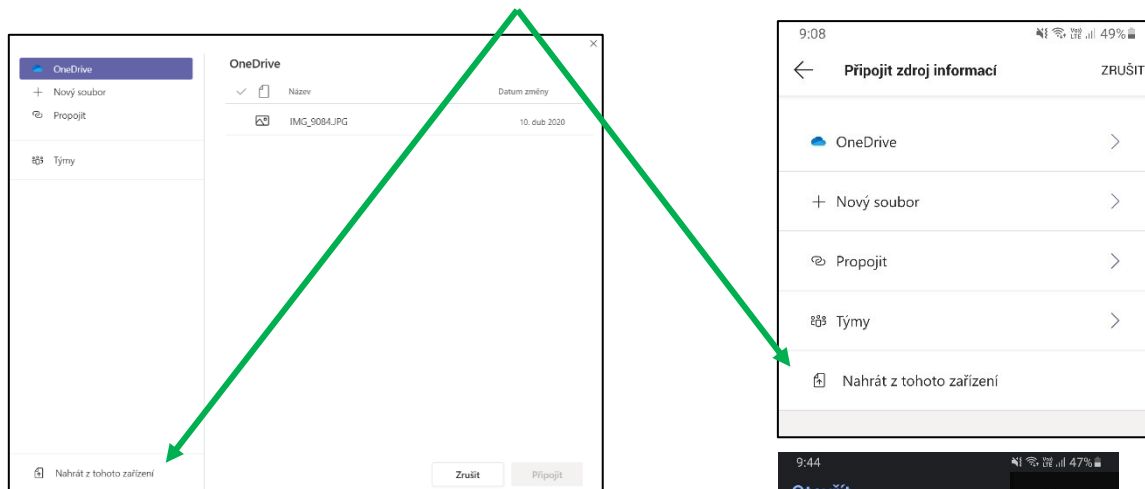 OneDrive
Nový soubor
Propojit
Týmy
Nahrát z tohoto zařízení
OneDrive
Název Datum změny
IMG_9084.JPG 10. dub 2020
Zrušit Připojit
9:08 49%
Připojit zdroj informací ZRUŠIT
OneDrive
Nový soubor
Propojit
Týmy
Nahrát z tohoto zařízení
9:44 47%